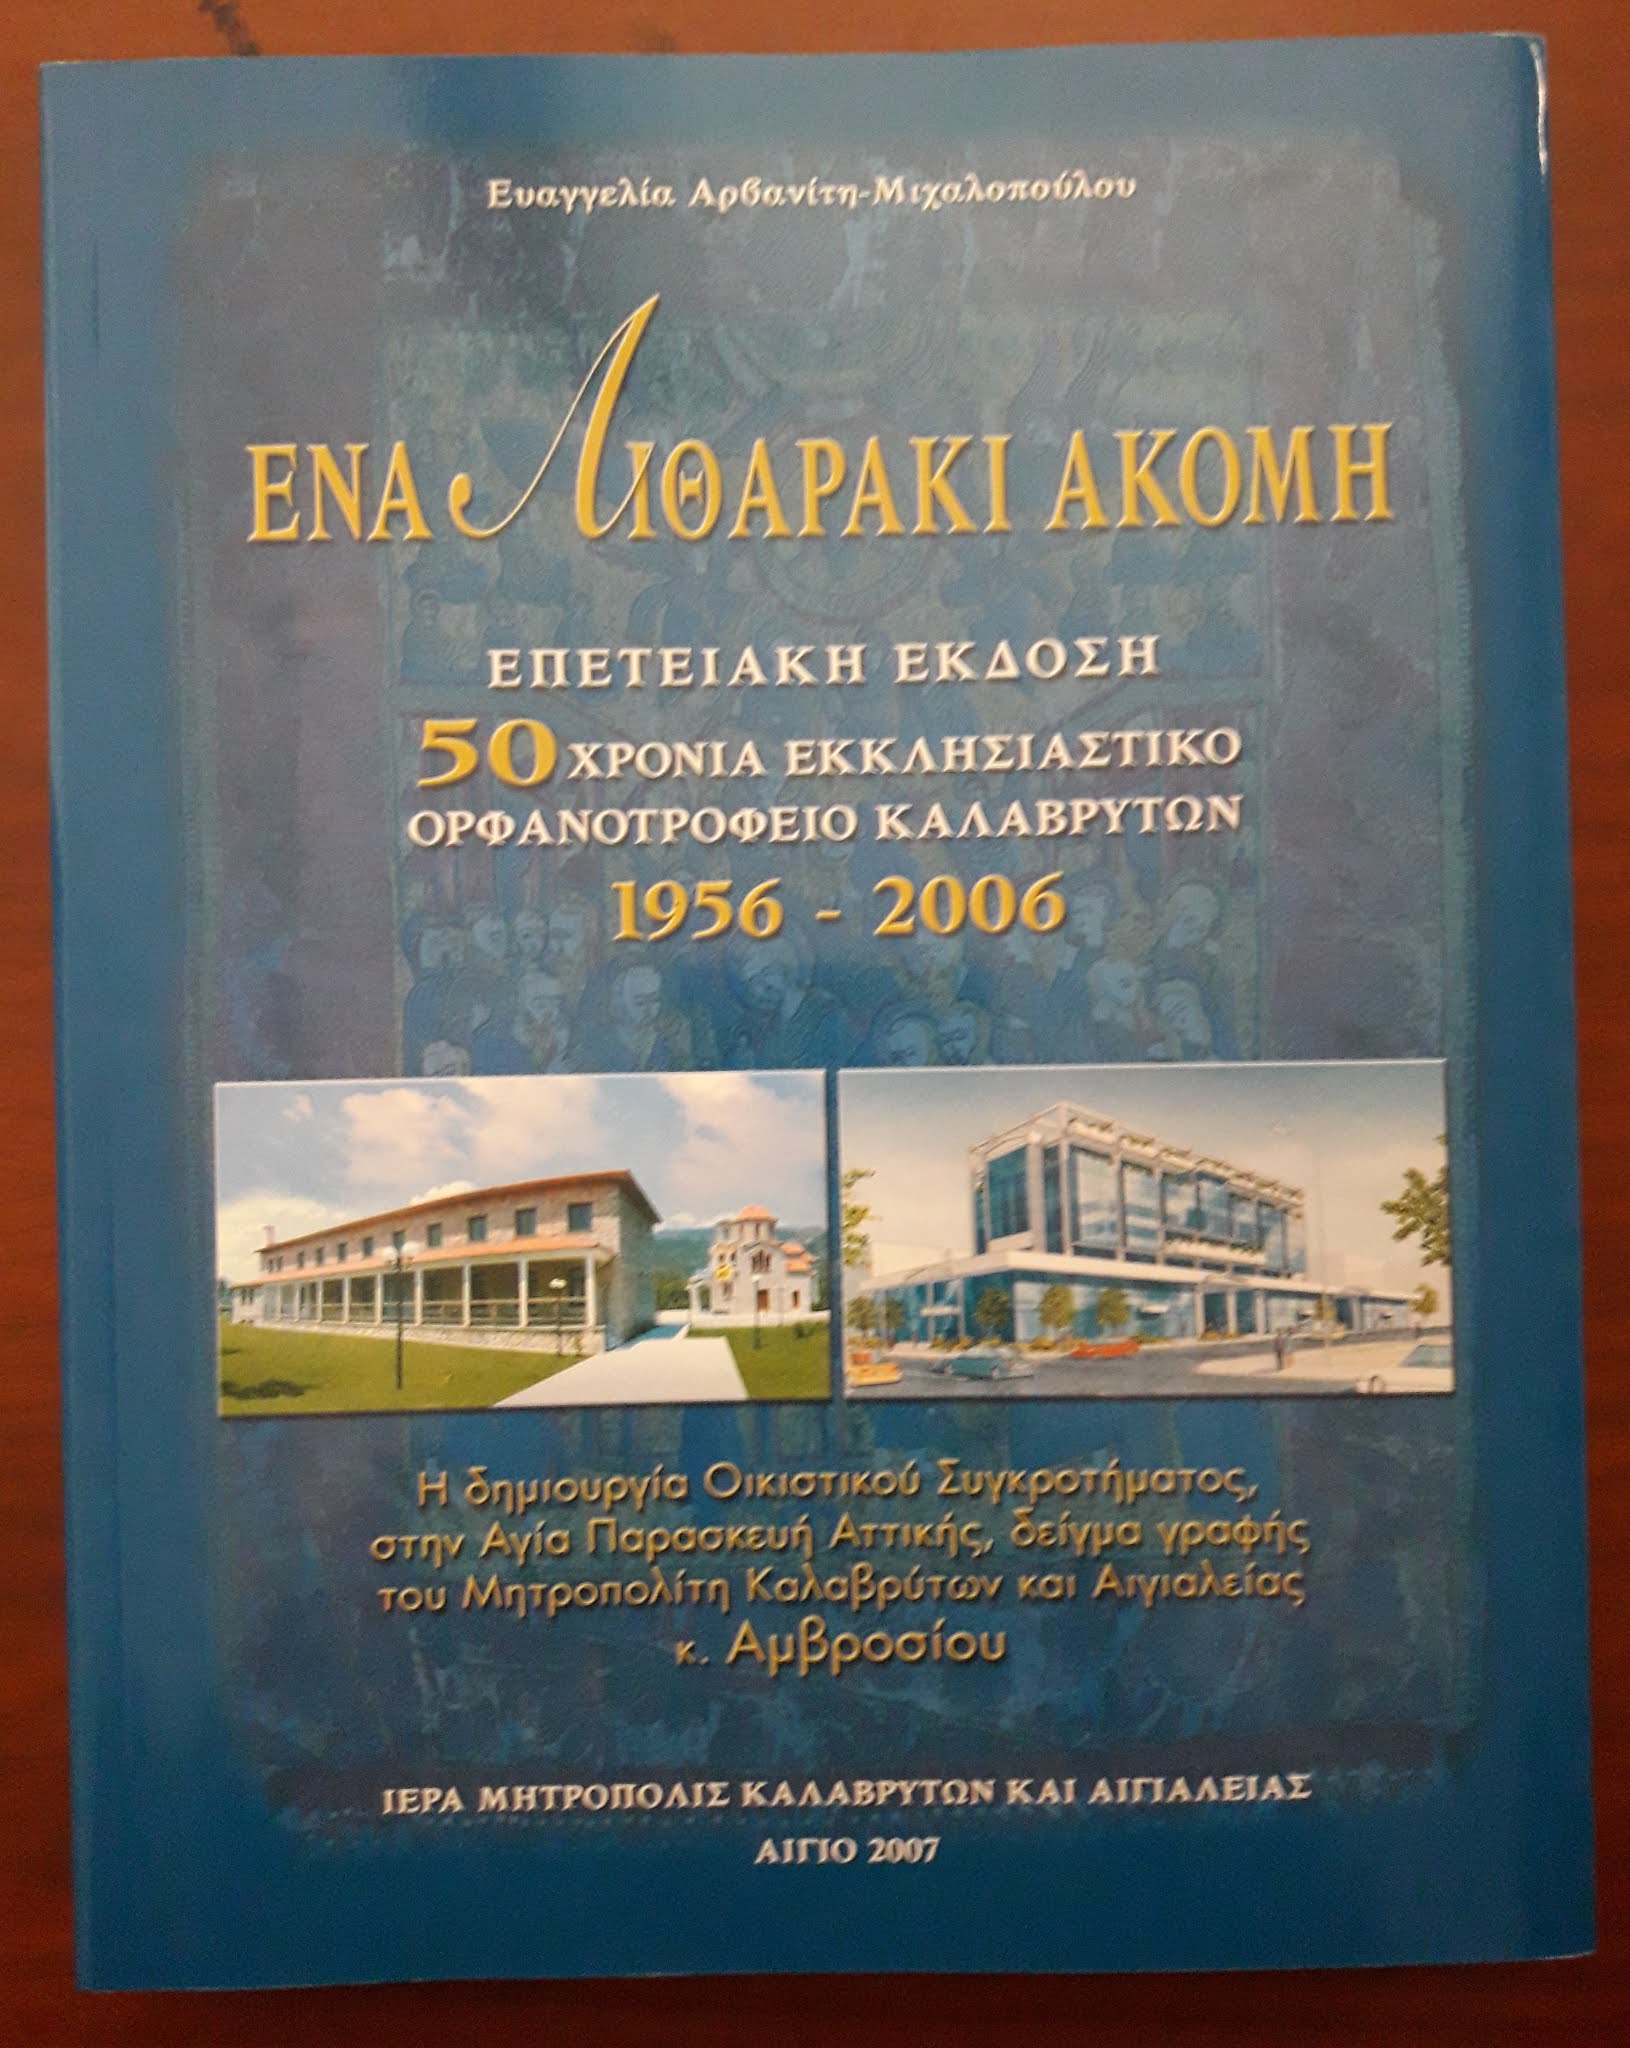 Ευαγγελία Αρβανίτη-Μιχαλοπούλου
ΕΝΑ ΛΙΘΑΡΑΚΙ ΑΚΟΜΗ
ΕΠΕΤΕΙΑΚΗ ΕΚΔΟΣΗ
50 ΧΡΟΝΙΑ ΕΚΚΛΗΣΙΑΣΤΙΚΟ
ΟΡΦΑΝΟΤΡΟΦΕΙΟ ΚΑΛΑΒΡΥΤΩΝ
1956 - 2006
Η δημιουργία Οικιστικού Συγκροτήματος,
στην Αγία Παρασκευή Αττικής, δείγμα γραφής
του Μητροπολίτη Καλαβρύτων και Αιγιαλείας
κ. Αμβροσίου
ΙΕΡΑ ΜΗΤΡΟΠΟΛΙΣ ΚΑΛΑΒΡΥΤΩΝ ΚΑΙ ΑΙΓΙΑΛΕΙΑΣ
ΑΙΓΙΟ 2007